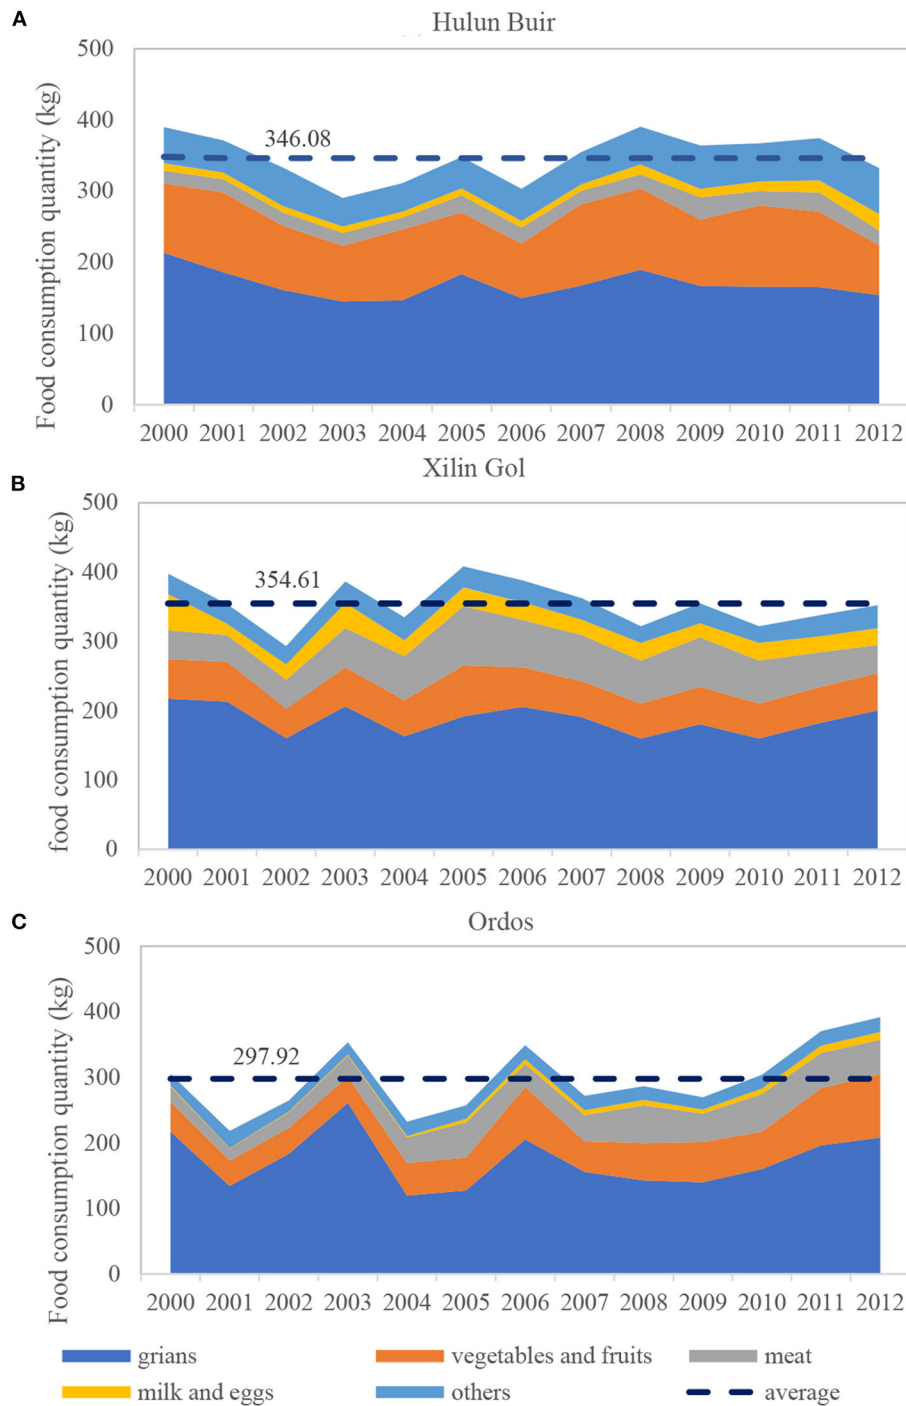 A
Hulun Buir
Food consumption quantity (kg)
500
400
300
200
100
0
346.08
2000 2001 2002 2003 2004 2005 2006 2007 2008 2009 2010 2011 2012
B
Xilin Gol
food consumption quantity (kg)
500
400
300
200
100
0
354.61
2000 2001 2002 2003 2004 2005 2006 2007 2008 2009 2010 2011 2012
C
Ordos
Food consumption quantity (kg)
500
400
300
200
100
0
297.92
2000 2001 2002 2003 2004 2005 2006 2007 2008 2009 2010 2011 2012
grians vegetables and fruits meat
milk and eggs others average